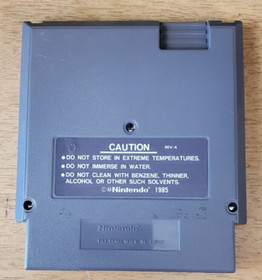 CAUTION REV-A
●DO NOT STORE IN EXTREME TEMPERATURES.
●DO NOT IMMERSE IN WATER.
●DO NOT CLEAN WITH BENZENE, THINNER,
ALCOHOL OR OTHER SUCH SOLVENTS.
©Nintendo® 1985
Nintendo